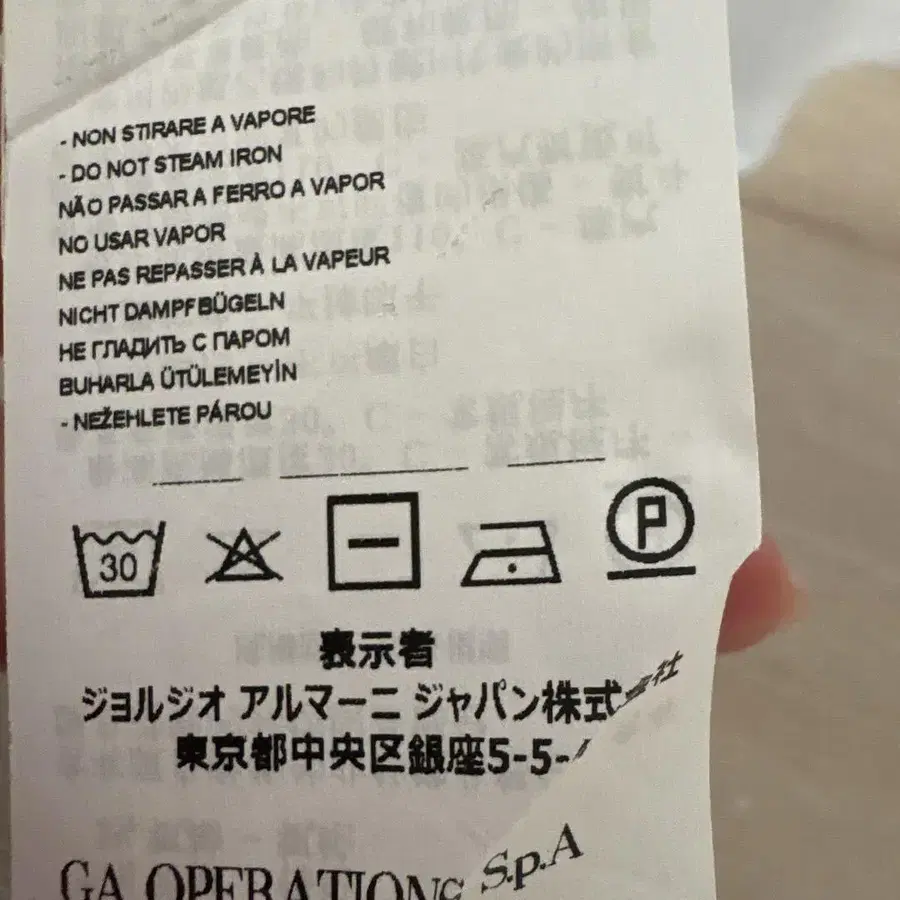 - NON STIRARE A VAPORE
- DO NOT STEAM IRON
NÃO PASSAR A FERRO A VAPOR
NO USAR VAPOR
NE PAS REPASSER À LA VAPEUR
NICHT DAMPFBÜGELN
НЕ ГЛАДИТЬ С ПАРОМ
BUHARLA ÜTÜLEMEYİN
- NEŽEHLETE PÁROU
30
P
表示者
ジョルジオ アルマーニ ジャパン株式会社
東京都中央区銀座5-5-
GA OPERATIONS S.p.A